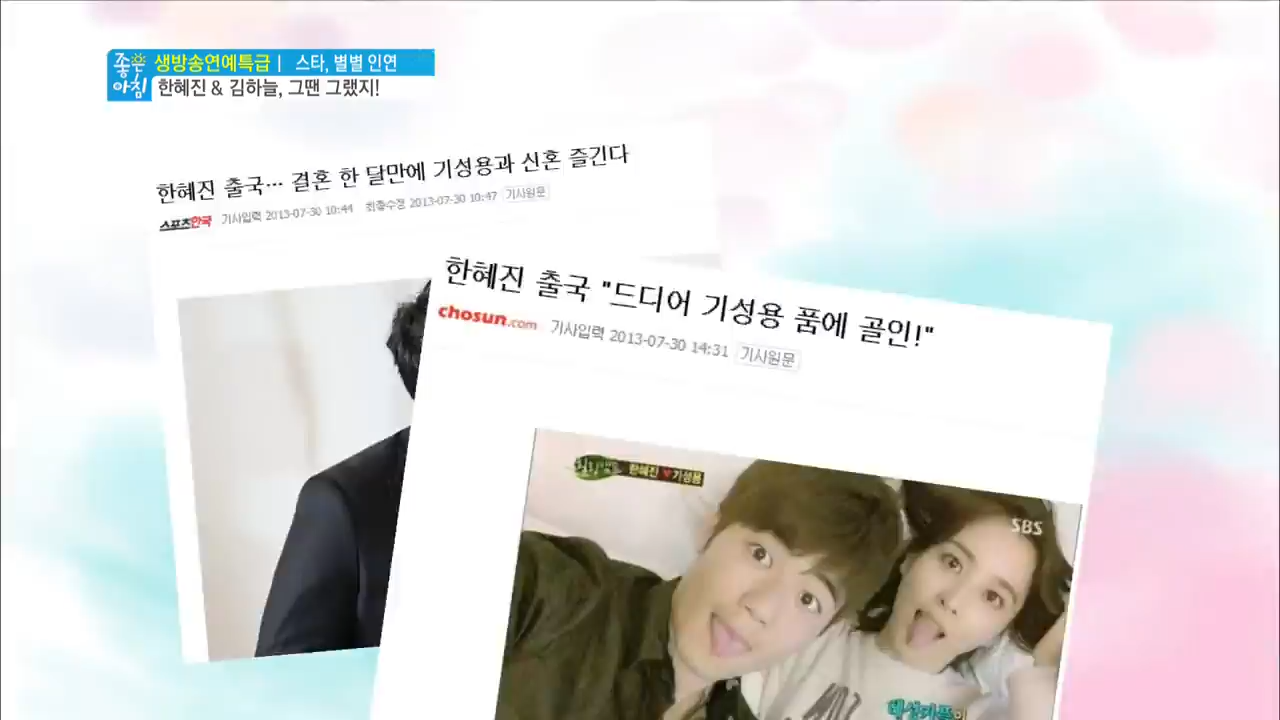 좋은
아침
생방송연예특급 | 스타, 별별 인연
한혜진 & 김하늘, 그땐 그랬지!
한혜진 출국… 결혼 한 달만에 기성용과 신혼 즐긴다
스포츠한국 기사입력 2013-07-30 10:44 최종수정 2013-07-30 10:47 기사원문
한혜진 출국 "드디어 기성용 품에 골인!"
chosun.com 기사입력 2013-07-30 14:31 기사원문
힐링캠프 한혜진 ♥ 기성용
SBS